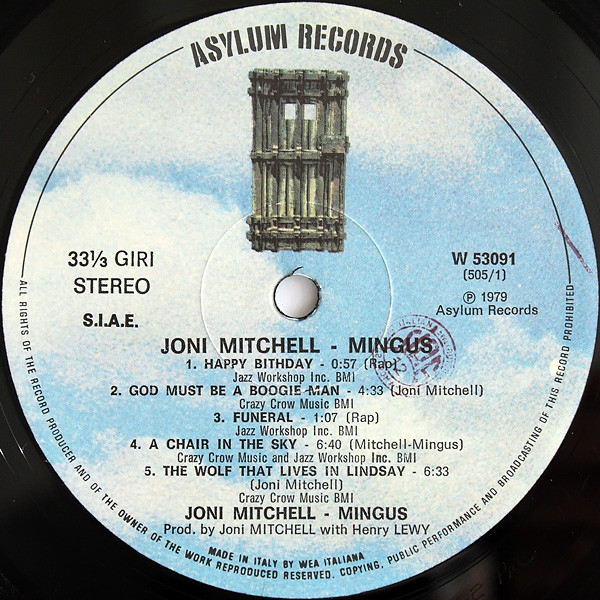 ASYLUM RECORDS
33⅓ GIRI
STEREO
S.I.A.E.
W 53091
(505/1)
Ⓟ 1979
Asylum Records
JONI MITCHELL - MINGUS
1. HAPPY BITHDAY - 0:57 (Rap)
Jazz Workshop Inc. BMI
2. GOD MUST BE A BOOGIE MAN - 4:33 (Joni Mitchell)
Crazy Crow Music BMI
3. FUNERAL - 1:07 (Rap)
Jazz Workshop Inc. BMI
4. A CHAIR IN THE SKY - 6:40 (Mitchell-Mingus)
Crazy Crow Music and Jazz Workshop Inc. BMI
5. THE WOLF THAT LIVES IN LINDSAY - 6:33
(Joni Mitchell)
Crazy Crow Music BMI
JONI MITCHELL - MINGUS
Prod. by Joni MITCHELL with Henry LEWY
MADE IN ITALY BY WEA ITALIANA
ALL RIGHTS OF THE RECORD PRODUCER AND OF THE OWNER OF THE WORK REPRODUCED RESERVED. COPYING, PUBLIC PERFORMANCE AND BROADCASTING OF THIS RECORD PROHIBITED